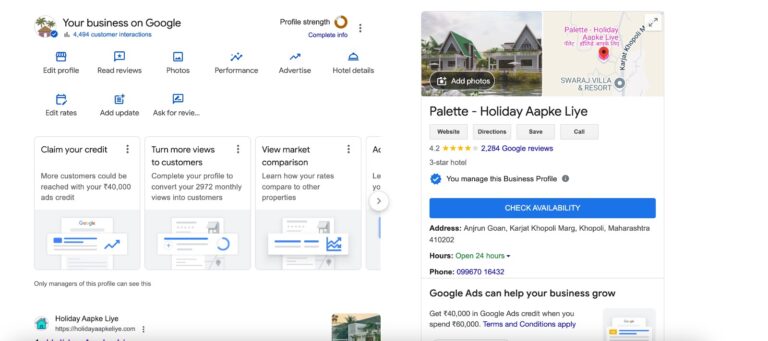 Your business on Google
4,494 customer interactions
Profile strength
Complete info
Edit profile
Read reviews
Photos
Performance
Advertise
Hotel details
Edit rates
Add update
Ask for revie...
Claim your credit
More customers could be
reached with your ₹40,000
ads credit
Google
Turn more views
to customers
Complete your profile to
convert your 2972 monthly
views into customers
View market
comparison
Learn how your rates
compare to other
properties
Only managers of this profile can see this
Holiday Aapke Liye
https://holidayaapkeliye.com
Add photos
Palette - Holiday
Aapke Liye
Karjat Khopoli M
SWARAJ VILLA
& RESORT
Palette - Holiday Aapke Liye
Website
Directions
Save
Call
4.2
2,284 Google reviews
3-star hotel
You manage this Business Profile
CHECK AVAILABILITY
Address: Anjrun Goan, Karjat Khopoli Marg, Khopoli, Maharashtra
410202
Hours: Open 24 hours
Phone: 099670 16432
Google Ads can help your business grow
Get ₹40,000 in Google Ads credit when you
spend ₹60,000. Terms and Conditions apply
Google